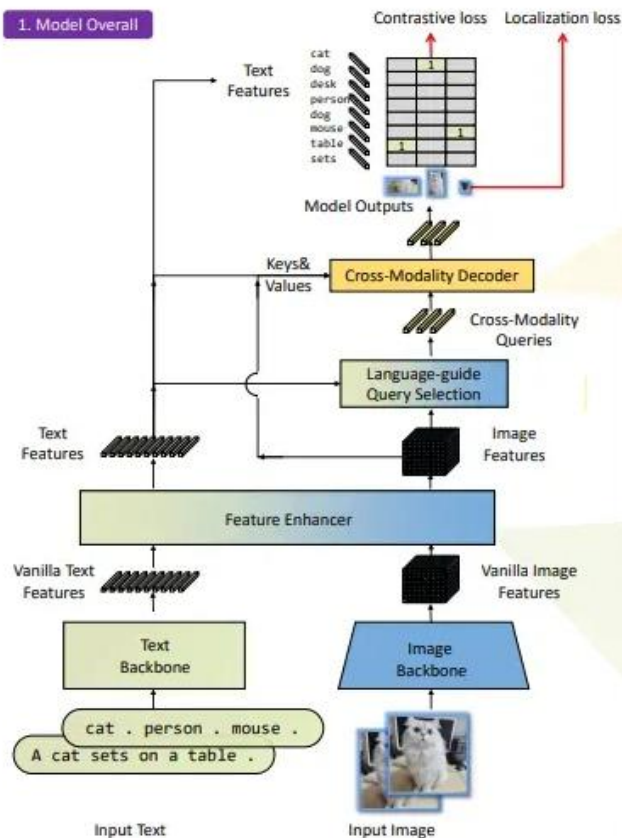 1. Model Overall
Contrastive loss
Localization loss
Text
Features
cat
dog
desk
person
dog
mouse
table
sets
1
1
1
Model Outputs
Keys&
Values
Cross-Modality Decoder
Cross-Modality
Queries
Language-guide
Query Selection
Text
Features
Image
Features
Feature Enhancer
Vanilla Text
Features
Vanilla Image
Features
Text
Backbone
Image
Backbone
cat . person . mouse .
A cat sets on a table .
Input Text
Input Image